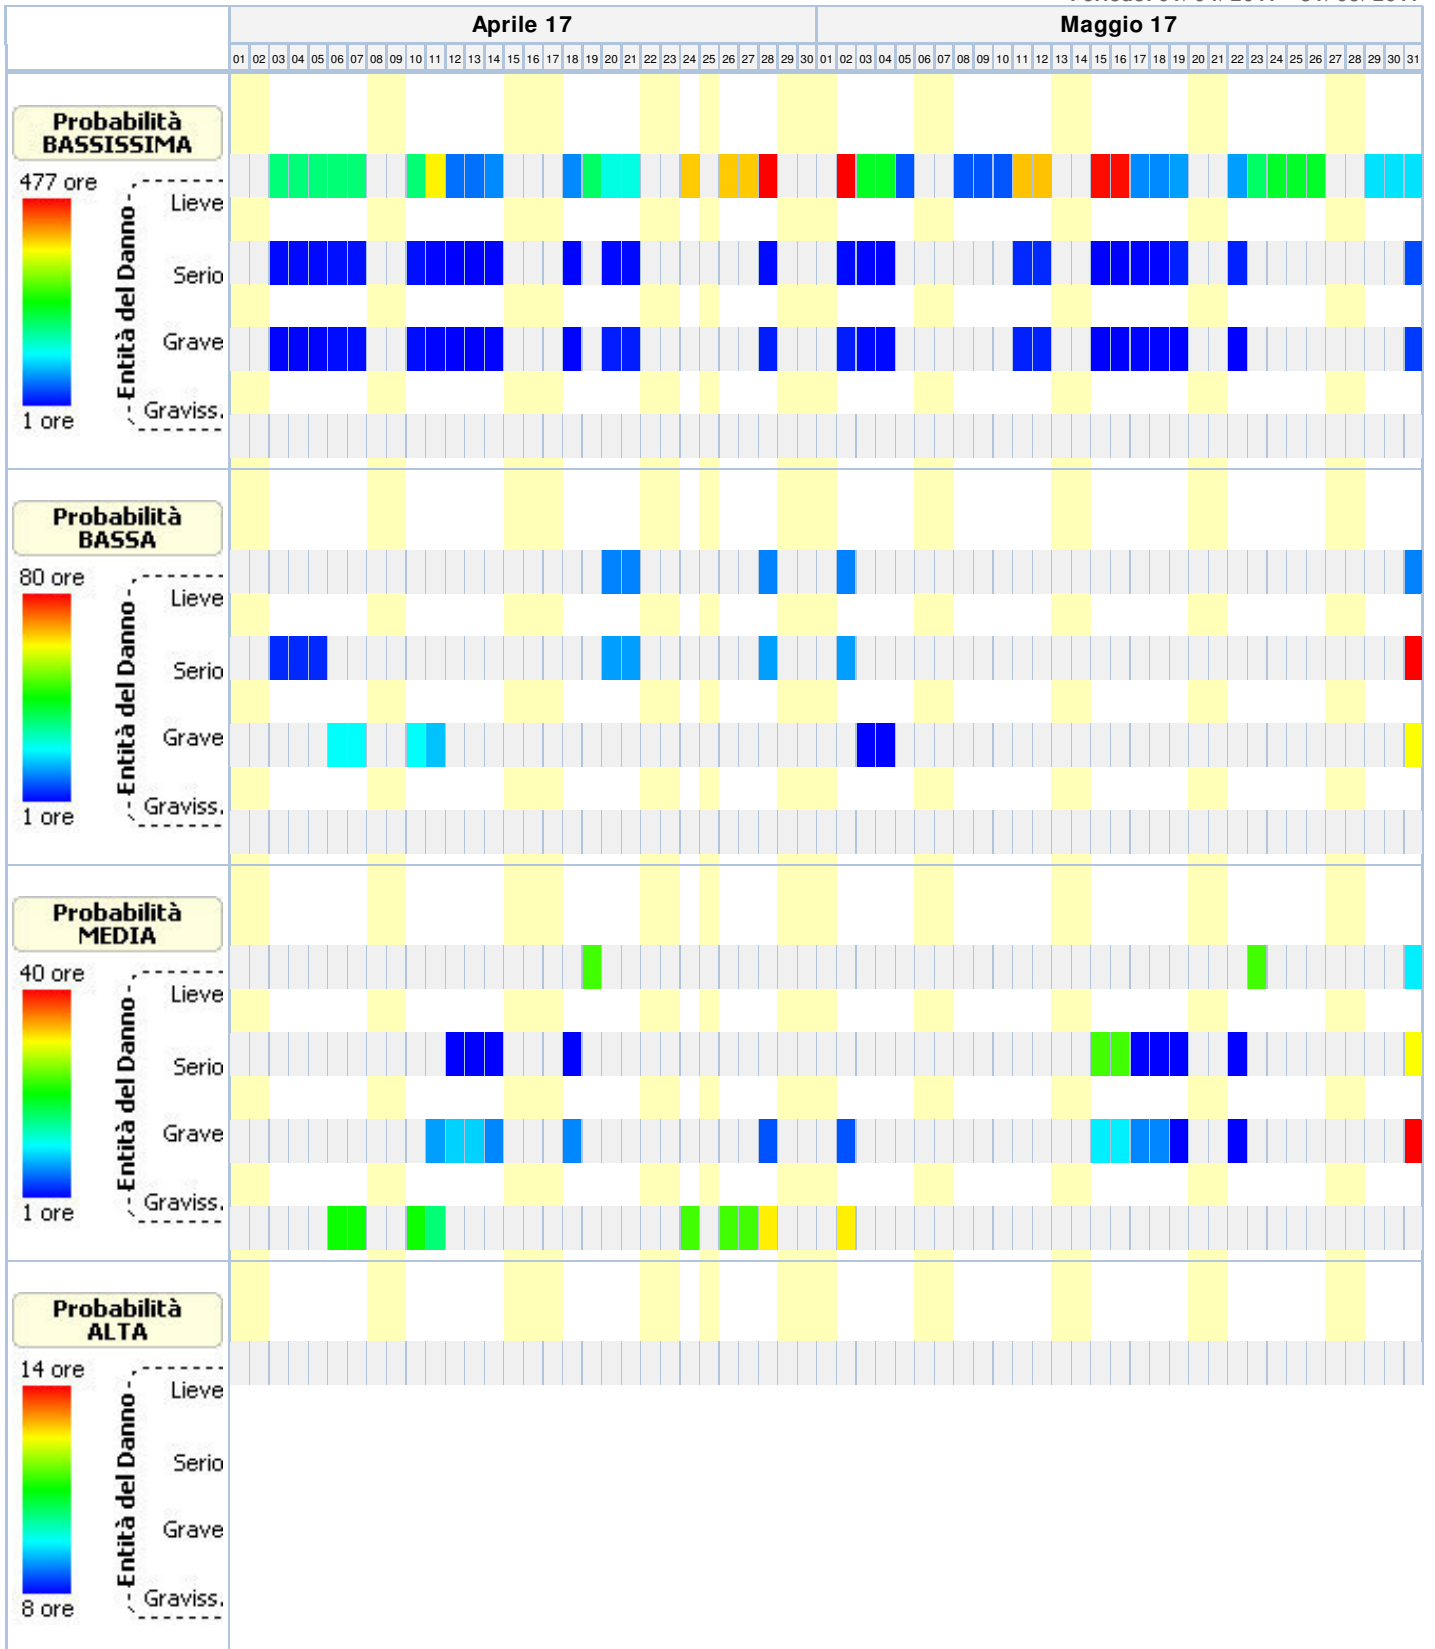 Aprile 17 Maggio 17
01 02 03 04 05 06 07 08 09 10 11 12 13 14 15 16 17 18 19 20 21 22 23 24 25 26 27 28 29 30 01 02 03 04 05 06 07 08 09 10 11 12 13 14 15 16 17 18 19 20 21 22 23 24 25 26 27 28 29 30 31
Probabilità
BASSISSIMA
477 ore
Entità del Danno
Lieve
Serio
Grave
Graviss.
1 ore
Probabilità
BASSA
80 ore
Entità del Danno
Lieve
Serio
Grave
Graviss.
1 ore
Probabilità
MEDIA
40 ore
Entità del Danno
Lieve
Serio
Grave
Graviss.
1 ore
Probabilità
ALTA
14 ore
Entità del Danno
Lieve
Serio
Grave
Graviss.
8 ore